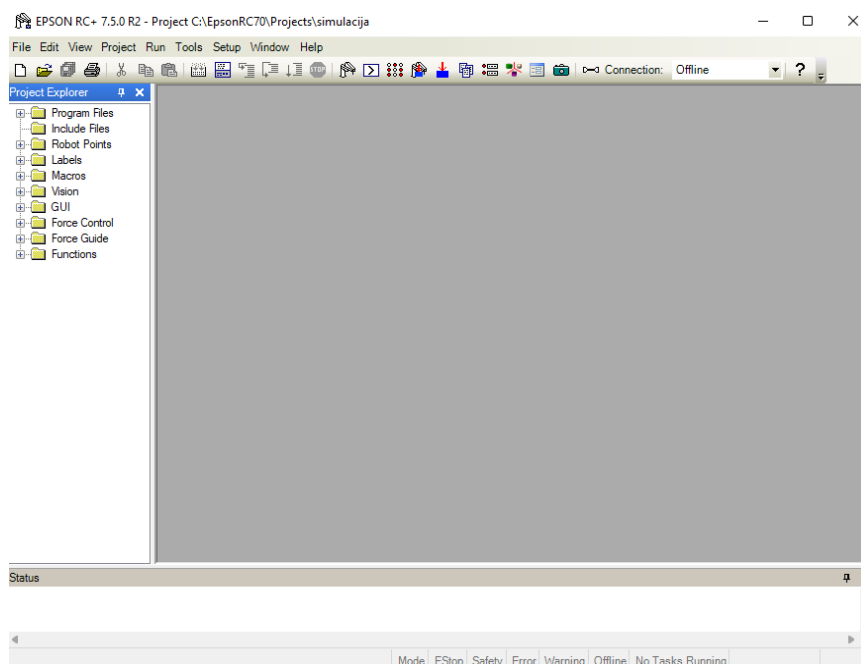 EPSON RC+ 7.5.0 R2 - Project C:\EpsonRC70\Projects\simulacija
File Edit View Project Run Tools Setup Window Help
STOP Connection: Offline ?
Project Explorer
Program Files
Include Files
Robot Points
Labels
Macros
Vision
GUI
Force Control
Force Guide
Functions
Status
Mode EStop Safety Error Warning Offline No Tasks Running